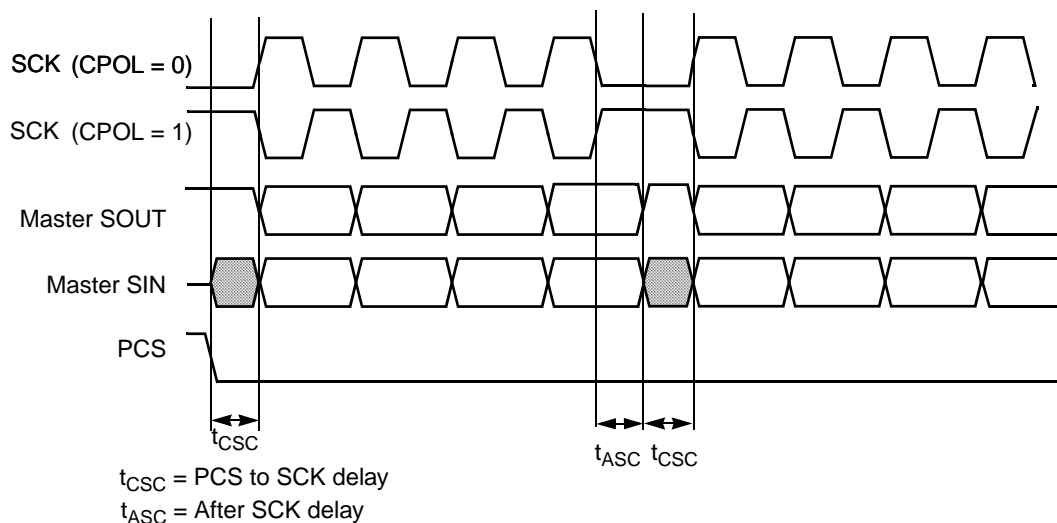 SCK (CPOL = 0)
SCK (CPOL = 1)
Master SOUT
Master SIN
PCS
tCSC
tASC tCSC
tCSC = PCS to SCK delay
tASC = After SCK delay